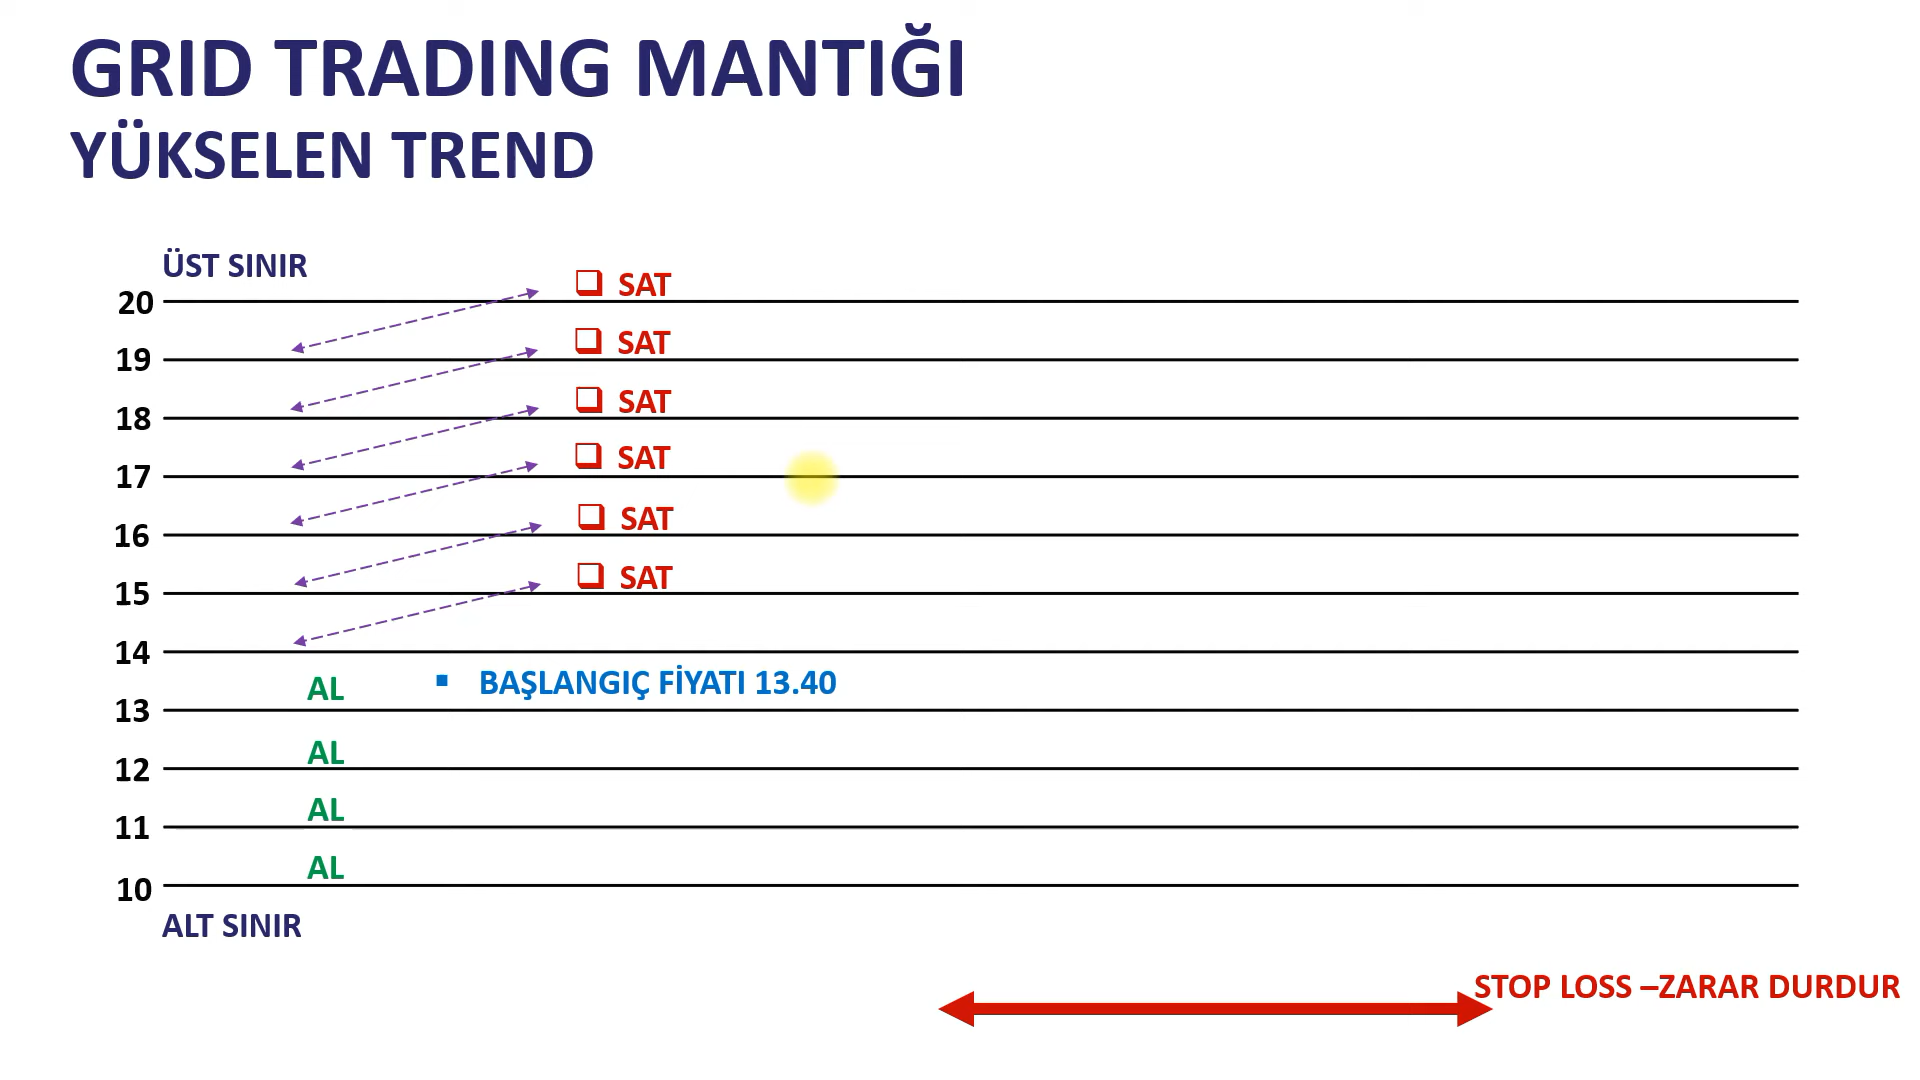 GRID TRADING MANTIĞI
YÜKSELEN TREND
ÜST SINIR
20 ❑ SAT
19 ❑ SAT
18 ❑ SAT
17 ❑ SAT
16 ❑ SAT
15 ❑ SAT
14
AL ▪ BAŞLANGIÇ FİYATI 13.40
13
AL
12
AL
11
AL
10
ALT SINIR
STOP LOSS –ZARAR DURDUR